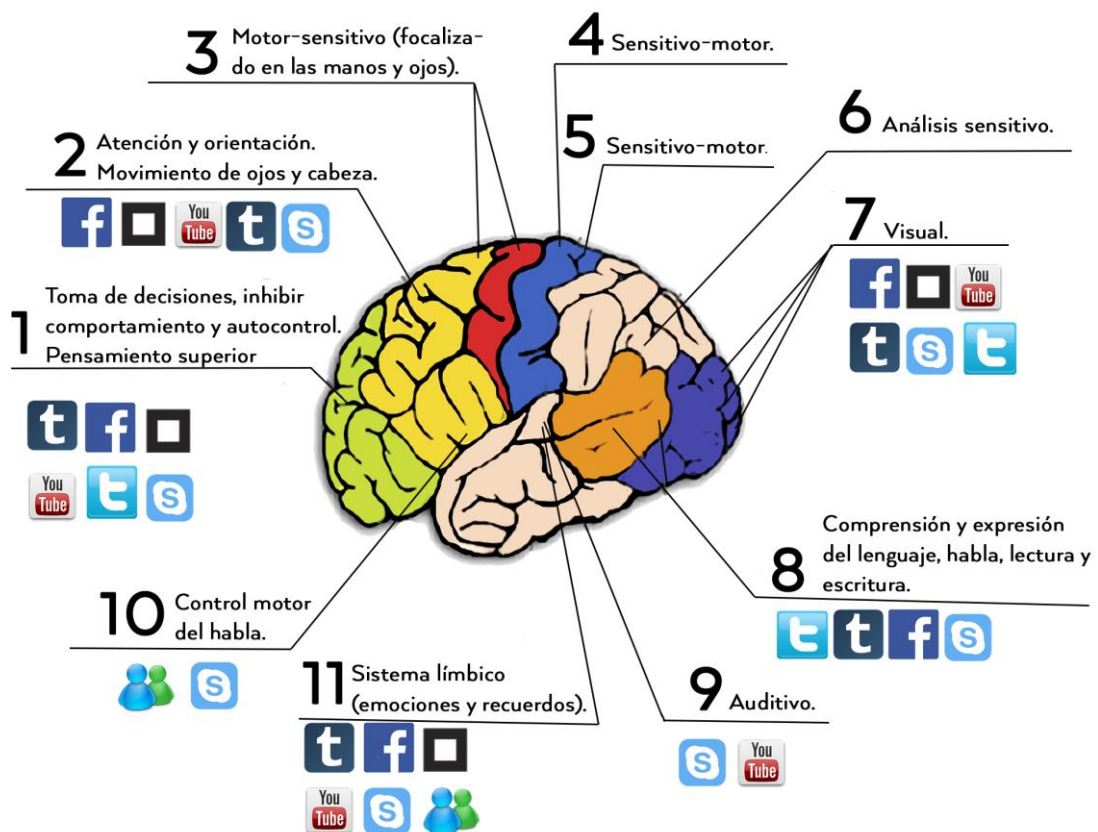 1
Toma de decisiones, inhibir
comportamiento y autocontrol.
Pensamiento superior
t
f
You
Tube
t
S
2
Atención y orientación.
Movimiento de ojos y cabeza.
f
You
Tube
t
S
3
Motor-sensitivo (focaliza-
do en las manos y ojos).
4
Sensitivo-motor.
5
Sensitivo-motor.
6
Análisis sensitivo.
7
Visual.
f
You
Tube
t
S
t
8
Comprensión y expresión
del lenguaje, habla, lectura y
escritura.
t
t
f
S
9
Auditivo.
S
You
Tube
10
Control motor
del habla.
S
11
Sistema límbico
(emociones y recuerdos).
t
f
You
Tube
S